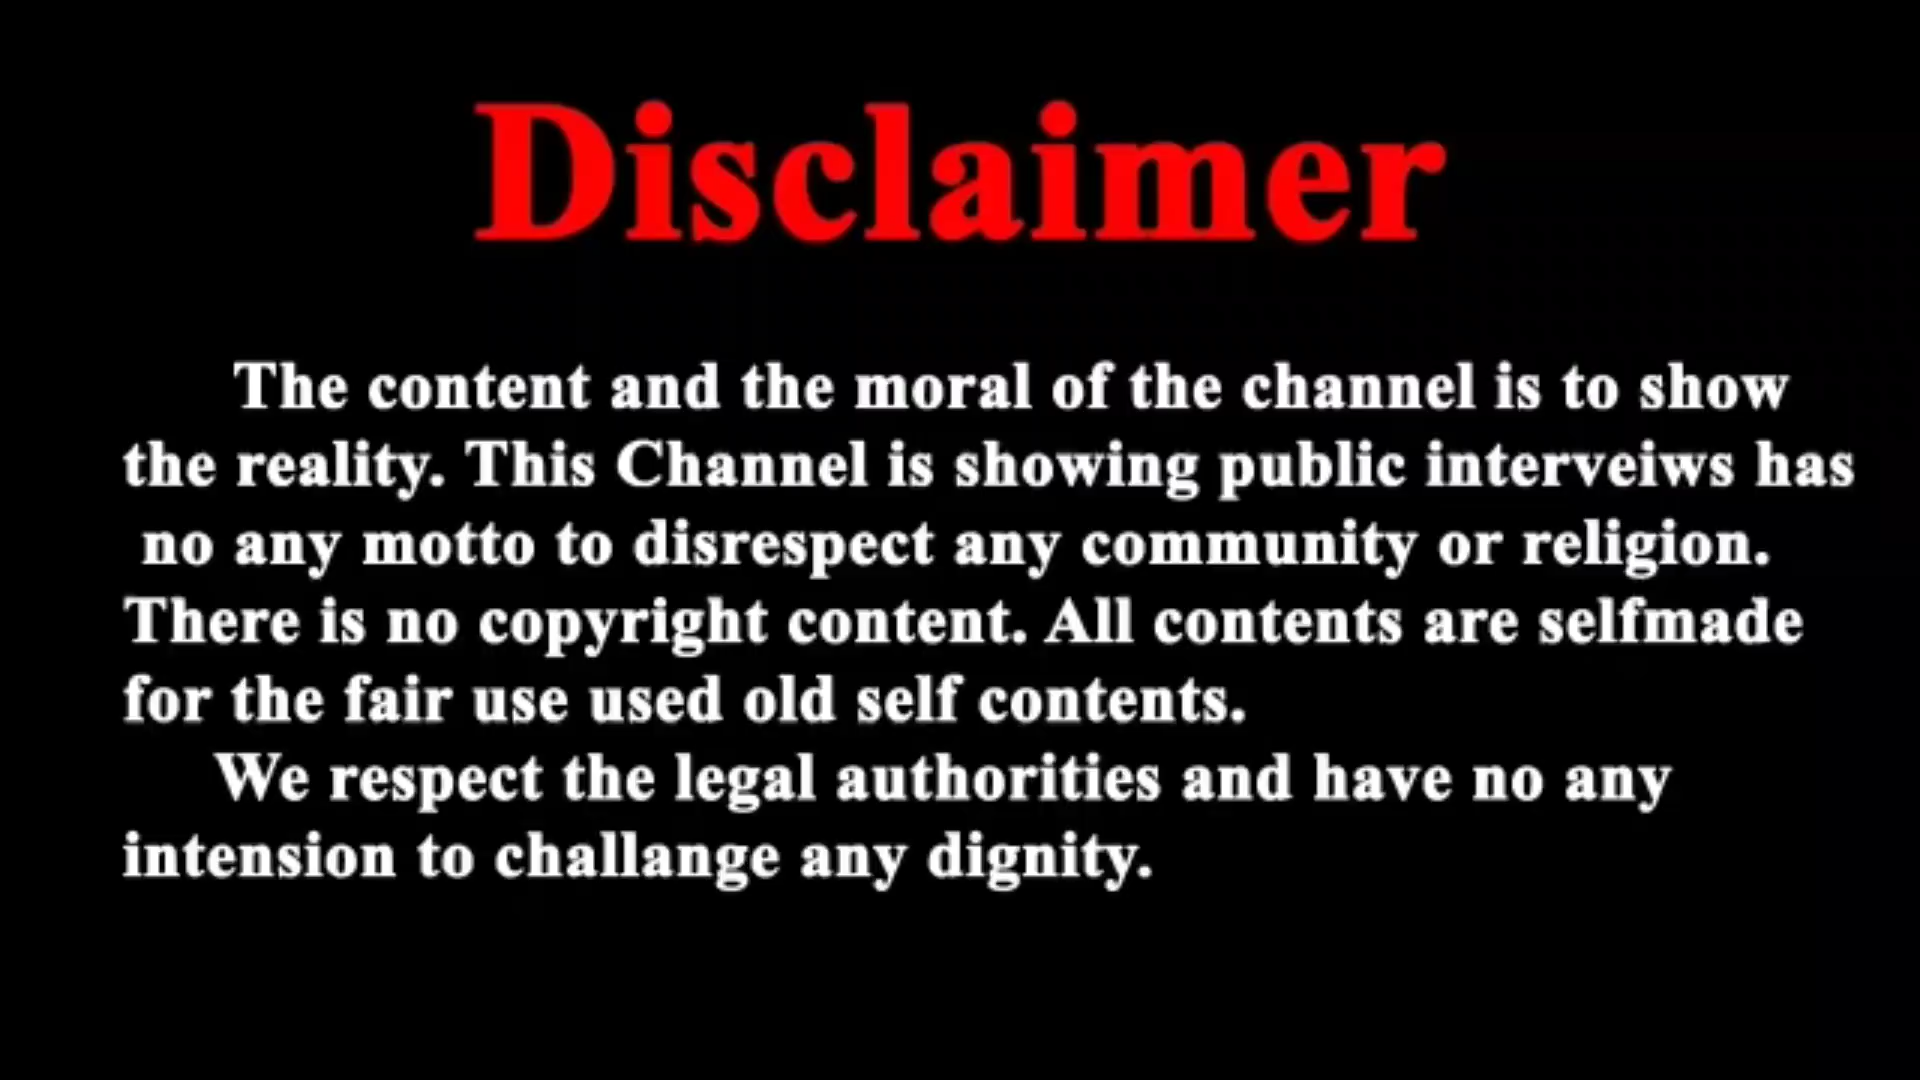 Disclaimer
The content and the moral of the channel is to show
the reality. This Channel is showing public interveiws has
no any motto to disrespect any community or religion.
There is no copyright content. All contents are selfmade
for the fair use used old self contents.
We respect the legal authorities and have no any
intension to challange any dignity.